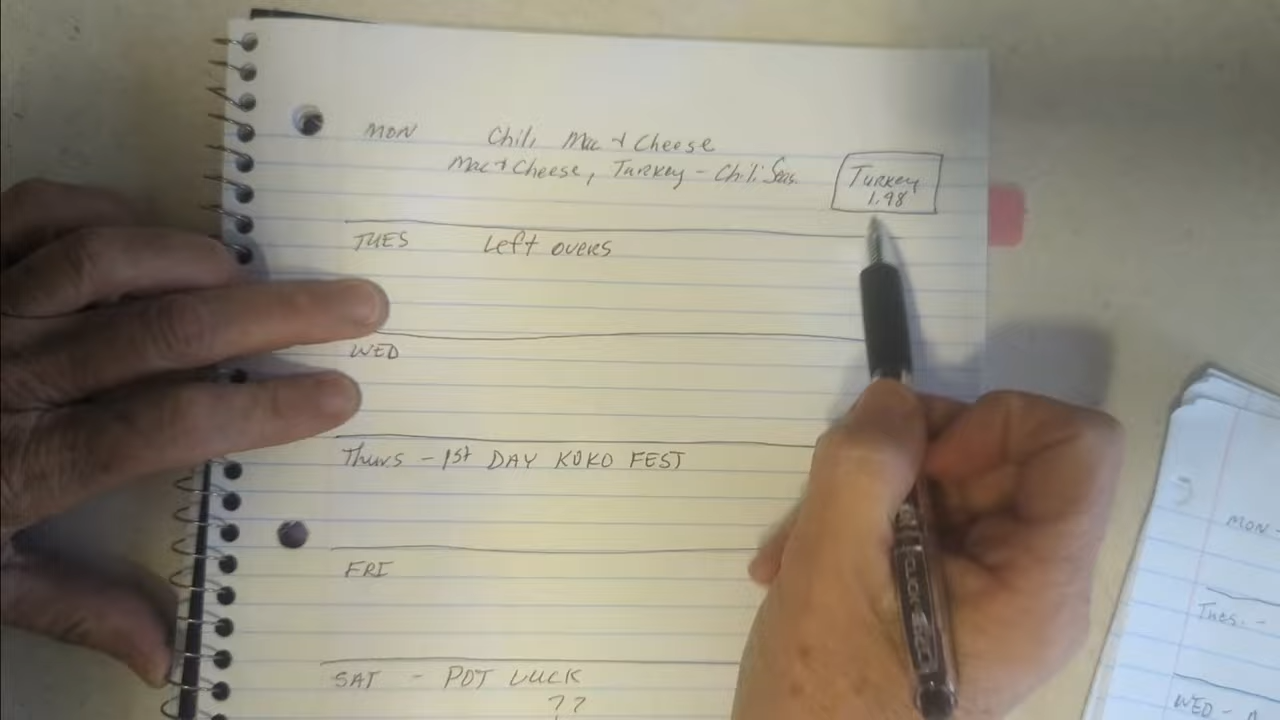 MON Chili Mac + Cheese
Mac + Cheese, Turkey - Chili Seas.
Turkey
1.98
TUES Left overs
WED
Thurs - 1st DAY KOKO FEST
FRI
SAT - POT LUCK
??
MON -
Tues. -
WED -